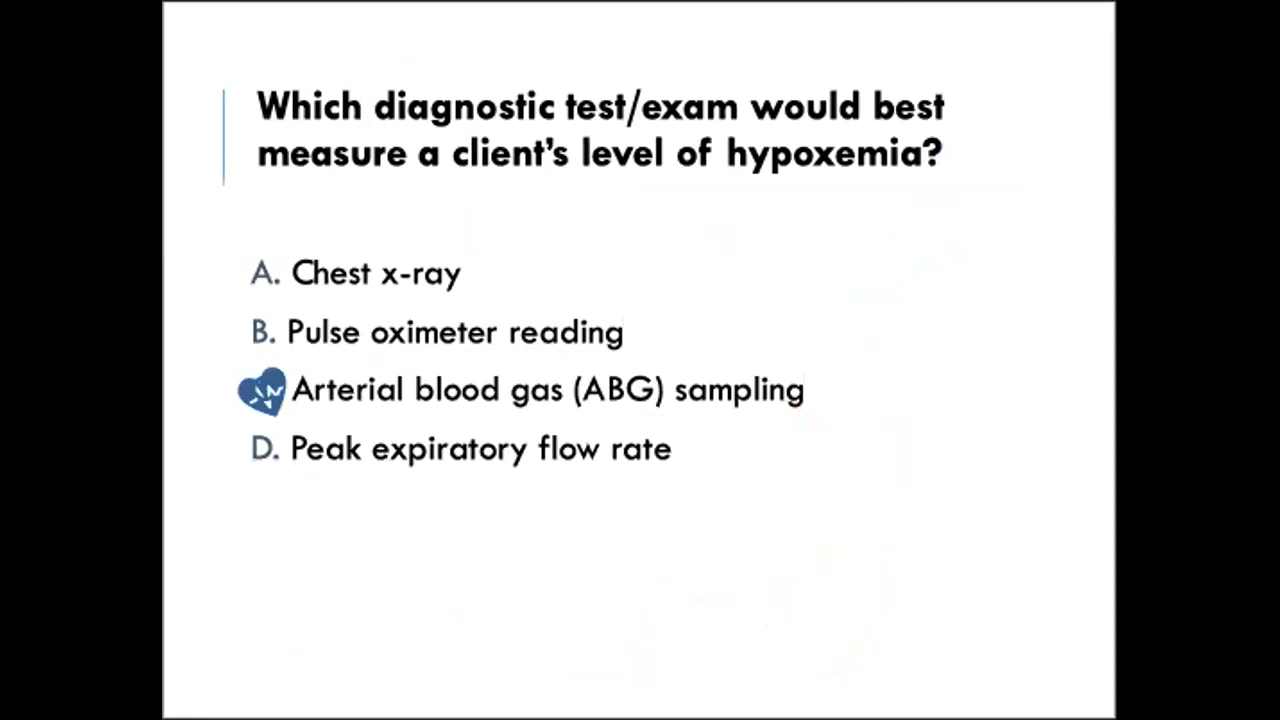 Which diagnostic test/exam would best
measure a client’s level of hypoxemia?
A. Chest x-ray
B. Pulse oximeter reading
Arterial blood gas (ABG) sampling
D. Peak expiratory flow rate